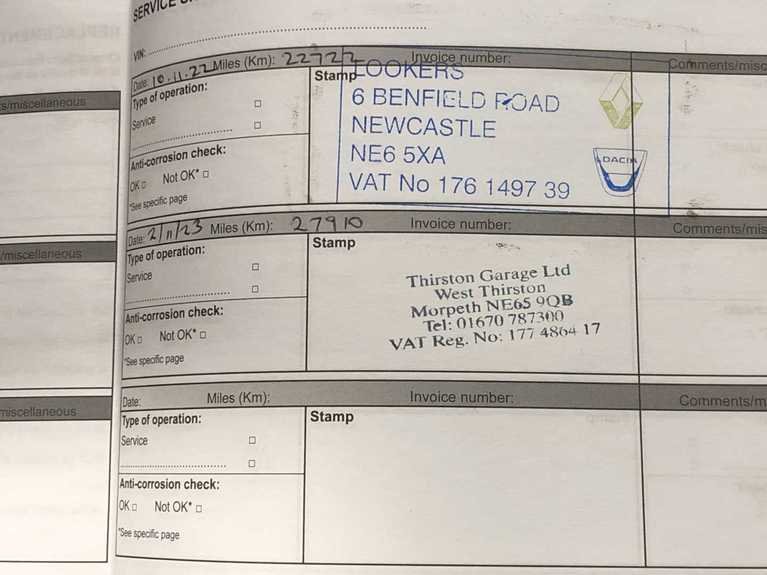 SERVICE
VIN:
Date: 10.11.22 Miles (Km): 22727 Invoice number: Comments/misc
Type of operation:
Service
Anti-corrosion check:
OK □ Not OK* □
*See specific page
Stamp
LOOKERS
6 BENFIELD ROAD
NEWCASTLE
NE6 5XA
VAT No 176 1497 39
DACIA
Date: 2/11/23 Miles (Km): 27910 Invoice number: Comments/mis
Type of operation:
Service
Anti-corrosion check:
OK □ Not OK* □
*See specific page
Stamp
Thirston Garage Ltd
West Thirston
Morpeth NE65 9QB
Tel: 01670 787300
VAT Reg. No: 177 4864 17
Date: Miles (Km): Invoice number: Comments/m
Type of operation:
Service
Anti-corrosion check:
OK □ Not OK* □
*See specific page
Stamp
ts/miscellaneous
/miscellaneous
miscellaneous